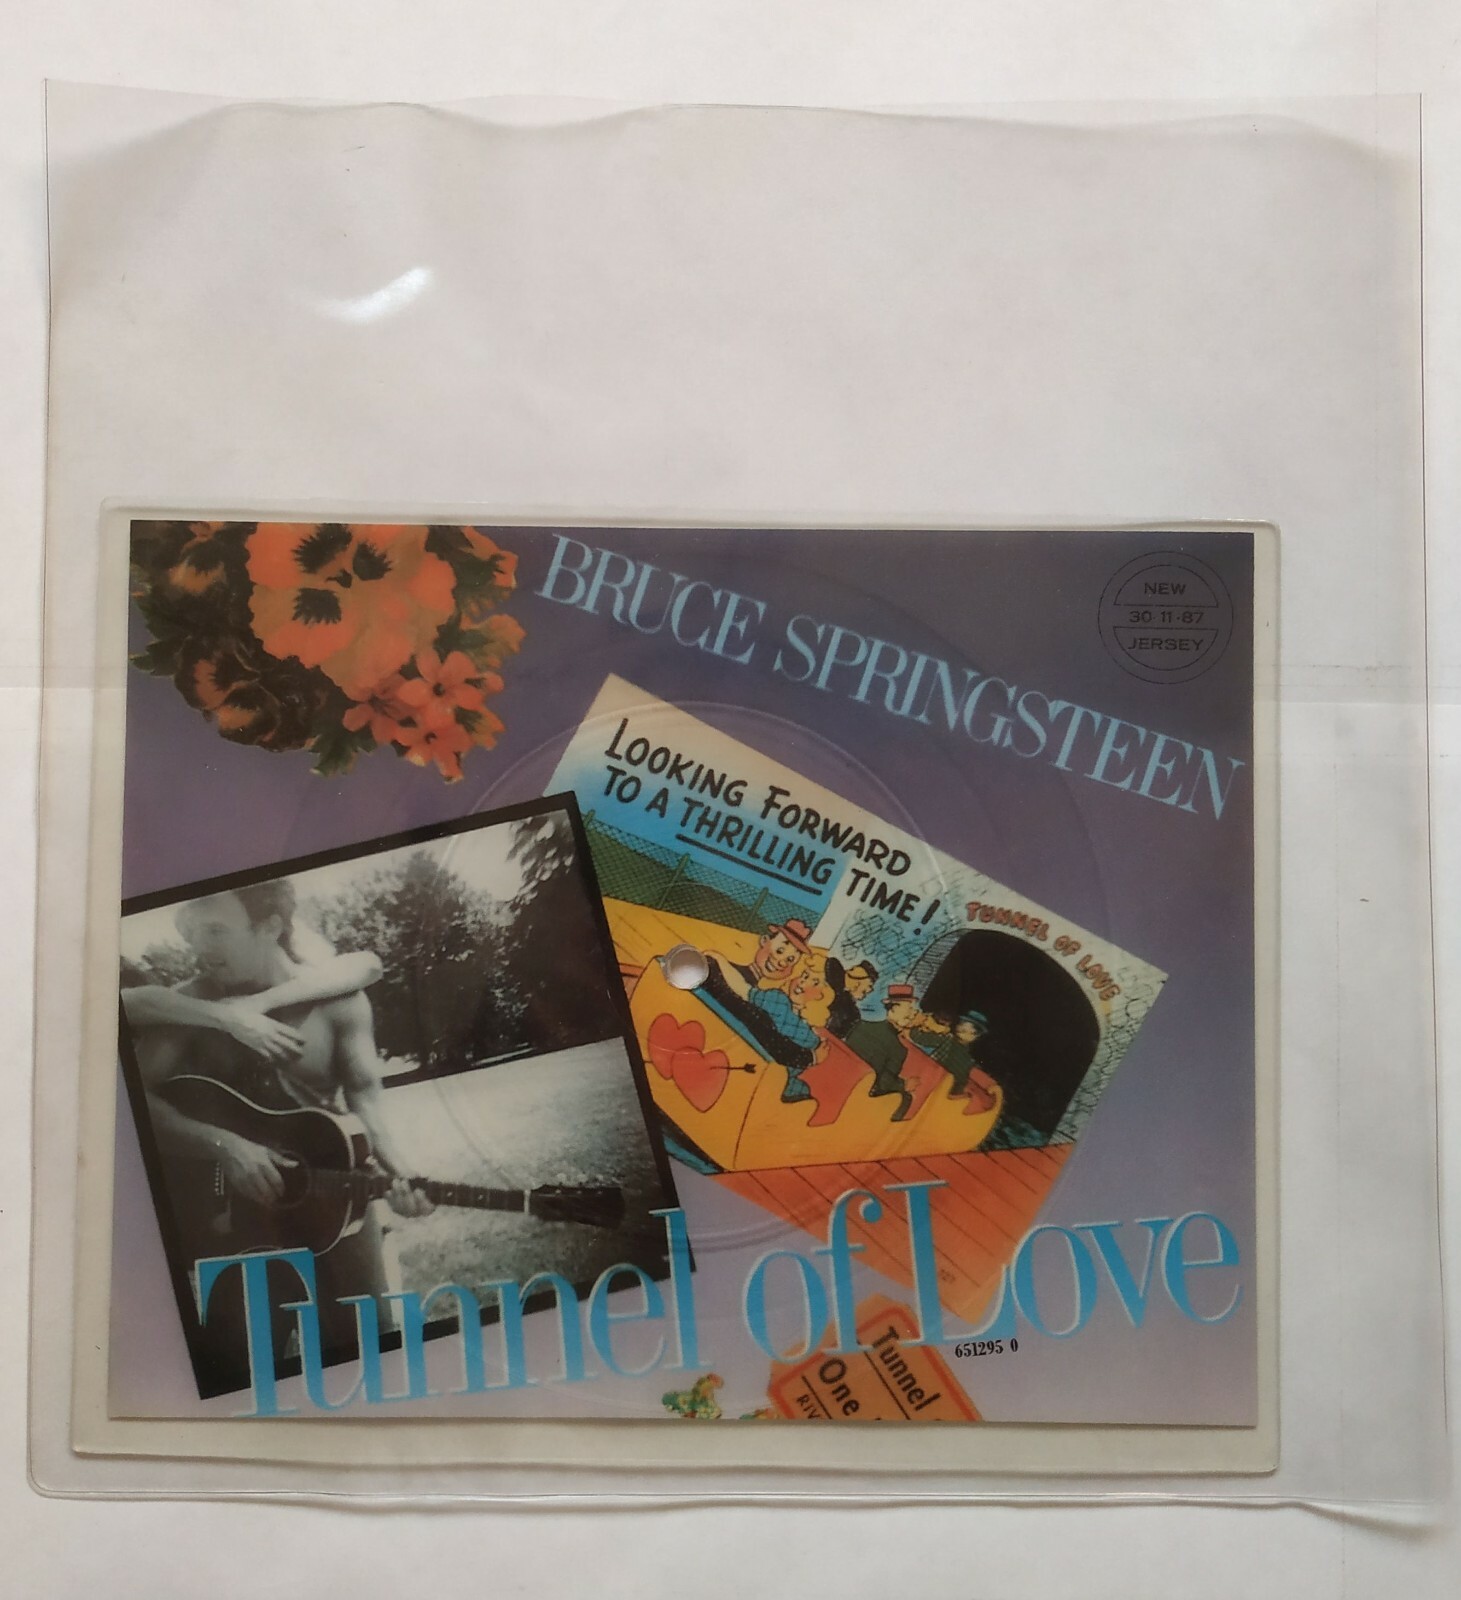 BRUCE SPRINGSTEEN
NEW
30·11·87
JERSEY
LOOKING FORWARD
TO A THRILLING TIME!
TUNNEL OF LOVE
Tunnel of Love
651295 0
Tunnel
One